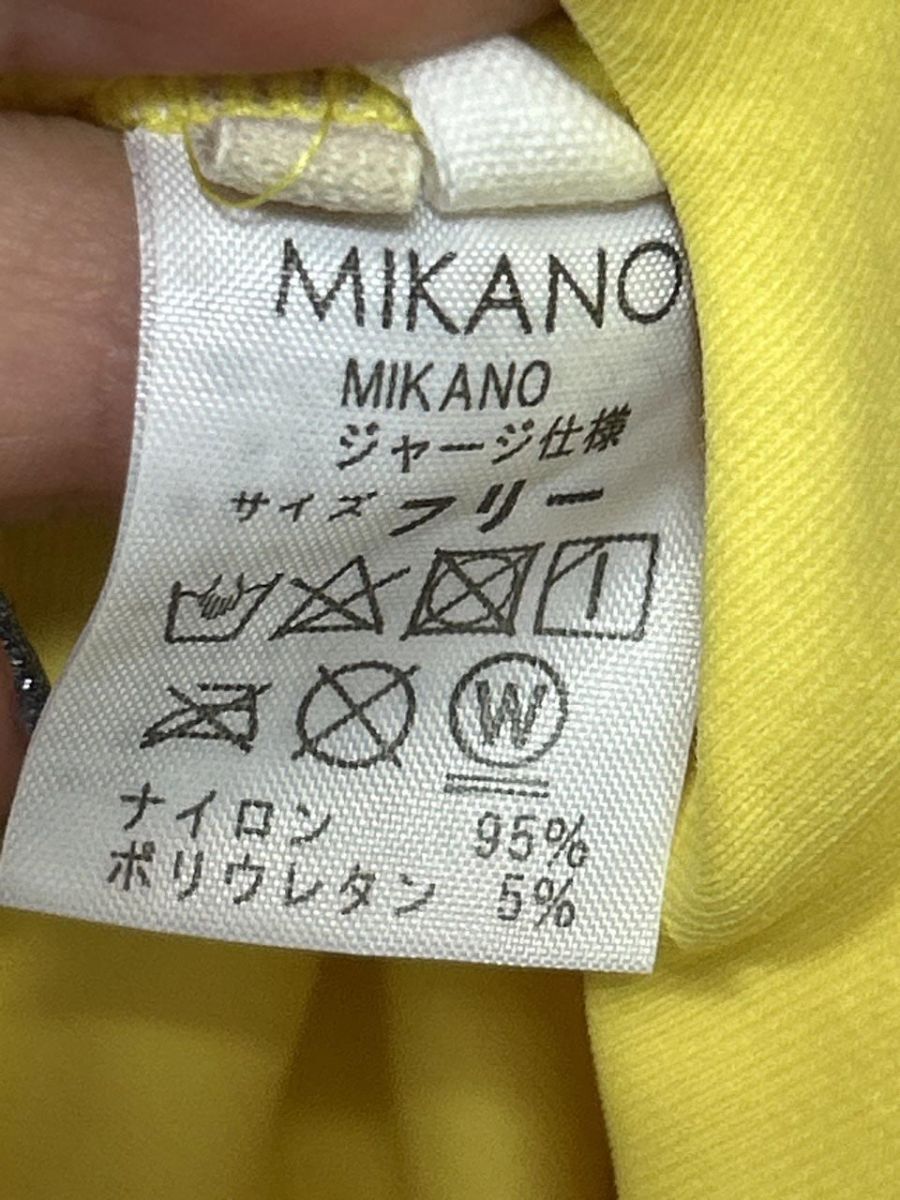 MIKANO
MIKANO
ジャージ仕様
サイズ フリー
W
ナイロン 95%
ポリウレタン 5%